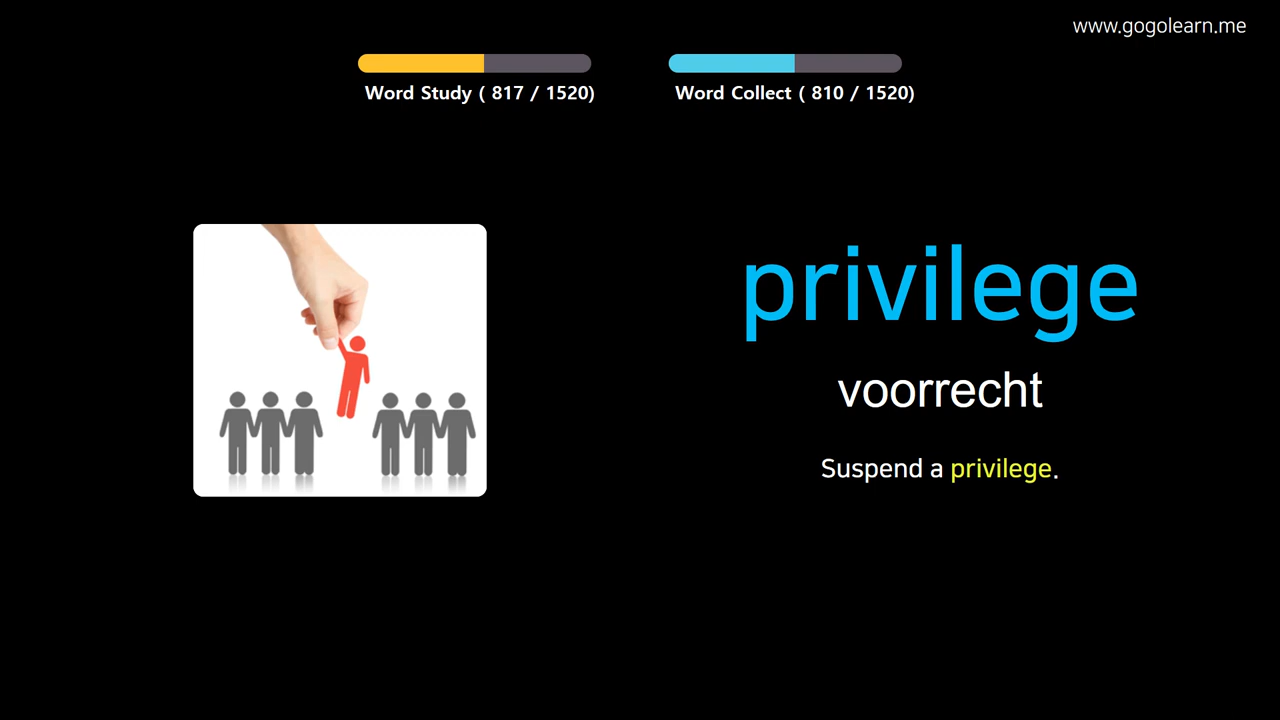 www.gogolearn.me
Word Study ( 817 / 1520)
Word Collect ( 810 / 1520)
privilege
voorrecht
Suspend a privilege.